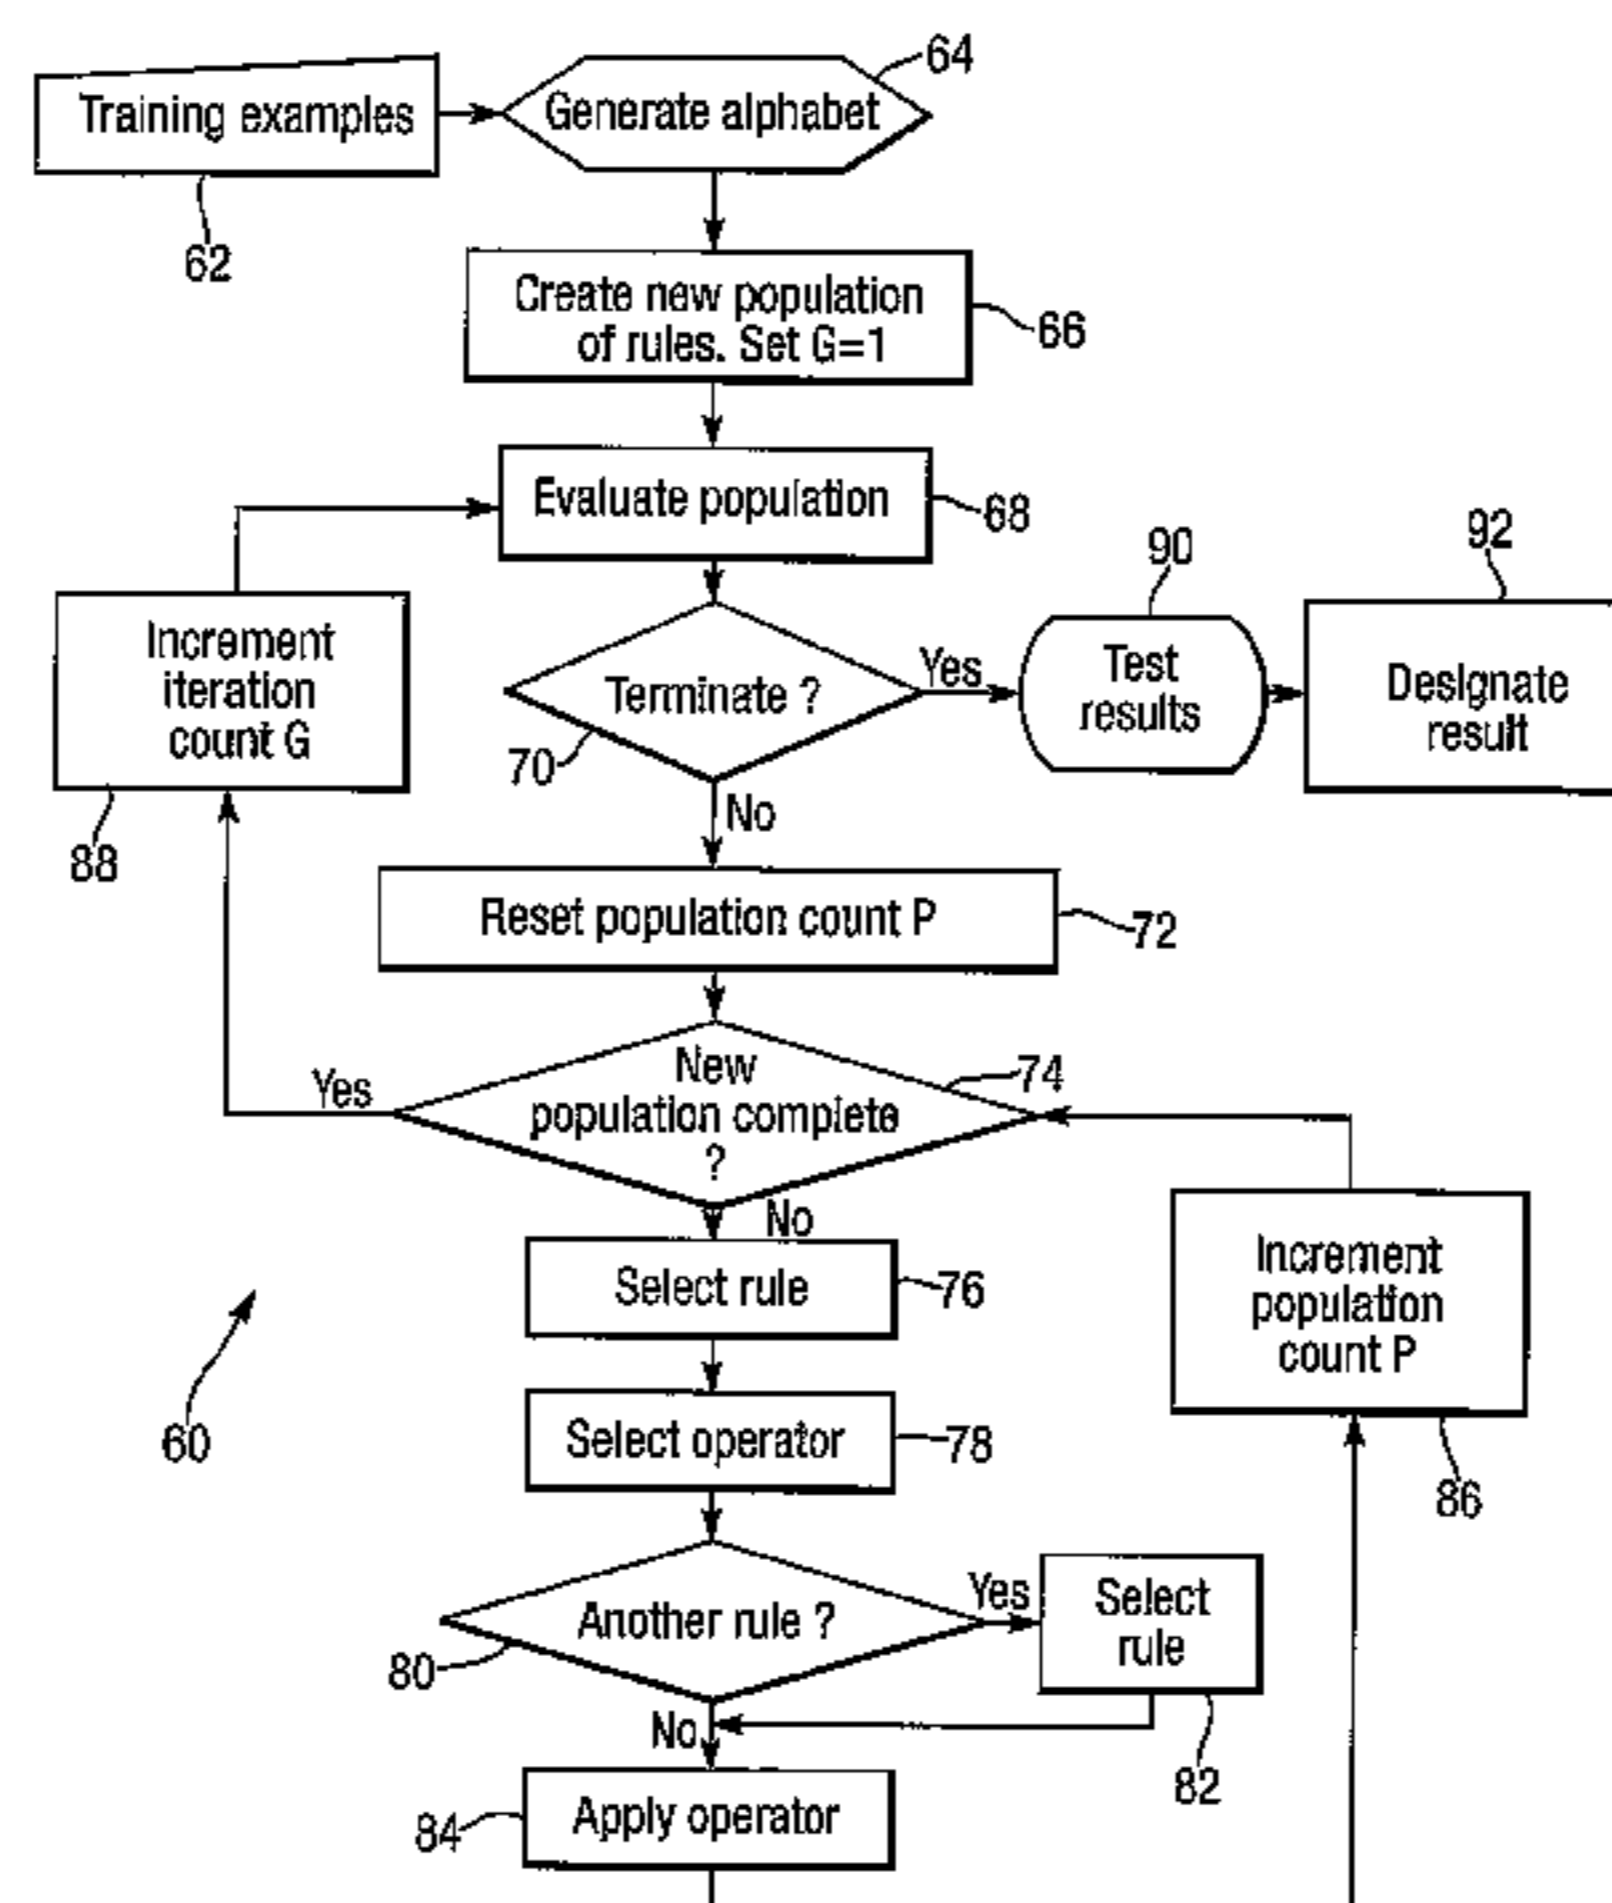 64
Training examples
Generate alphabet
62
Create new population
of rules. Set G=1
66
Evaluate population
68
90
92
Increment
iteration
count G
88
Terminate ?
70
Yes
Test
results
Designate
result
No
Reset population count P
72
New
population complete
?
74
Yes
No
Select rule
76
Increment
population
count P
86
60
Select operator
78
Another rule ?
80
Yes
Select
rule
82
No
Apply operator
84